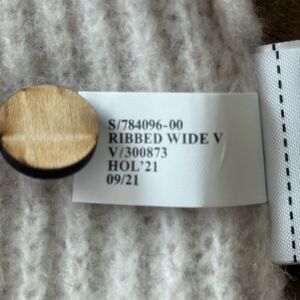 S/784096-00
RIBBED WIDE V
V/300873
HOL'21
09/21